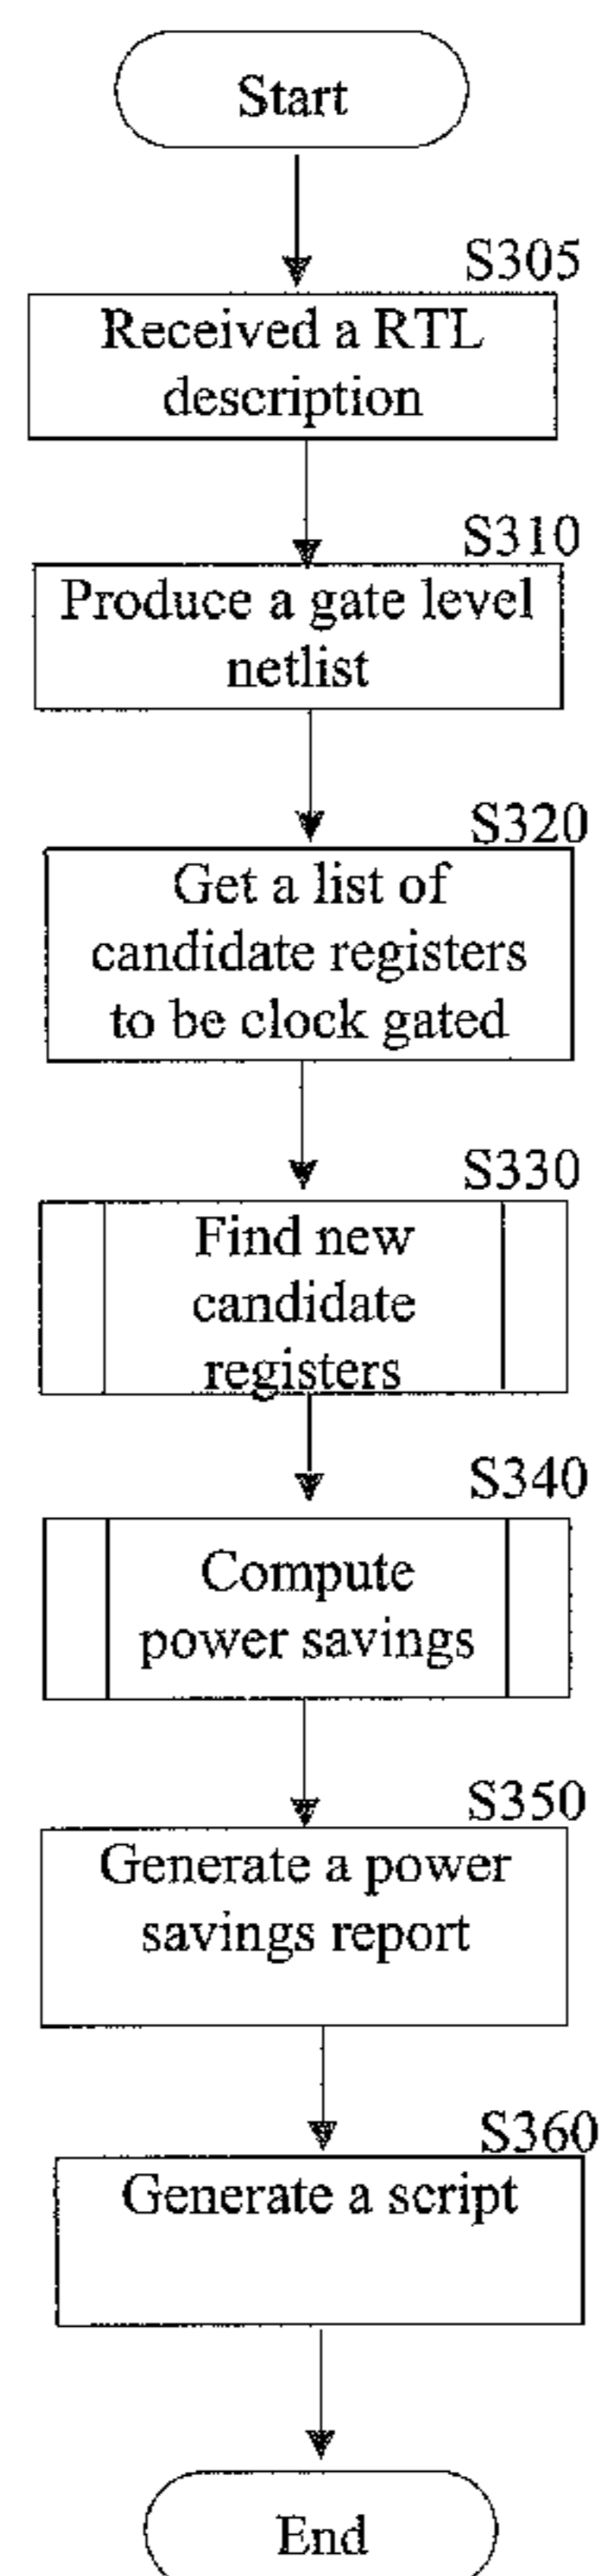 Start
S305
Received a RTL
description
S310
Produce a gate level
netlist
S320
Get a list of
candidate registers
to be clock gated
S330
Find new
candidate
registers
S340
Compute
power savings
S350
Generate a power
savings report
S360
Generate a script
End